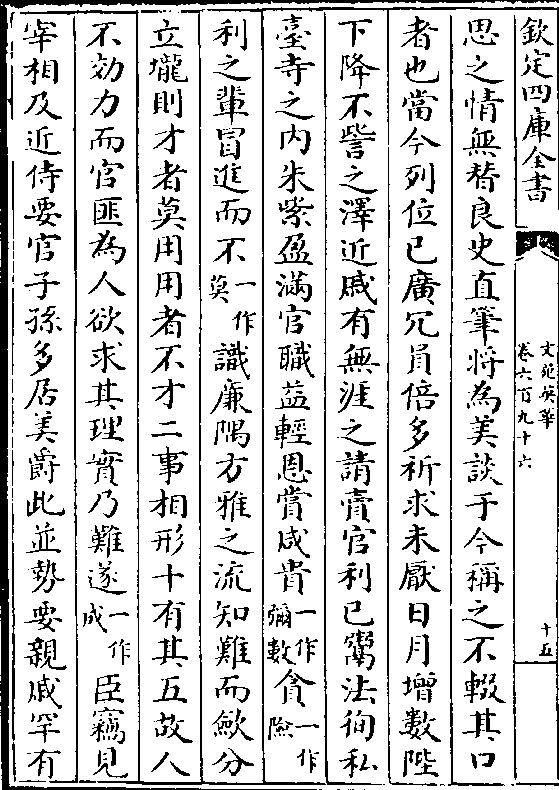 欽定四庫全書
文苑英華
卷六百九十六
十五
思之情無替良史直筆將為美談于今稱之不輟其口
者也當今列位已廣冗員倍多祈求未厭日月增數陛
下降不訾之澤近戚有無涯之請賣官利已鬻法徇私
臺寺之內朱紫盈滿官職益輕恩賞咸貲一作彌數貪一作險
利之輩冒進而不一作莫識廉隅方雅之流知難而歛分
立壠則才者莫用用者不才二事相形十有其五故人
不効力而官匪為人欲求其理實乃難遂一作成臣竊見
宰相及近侍要官子孫多居美爵此並勢要親戚罕有